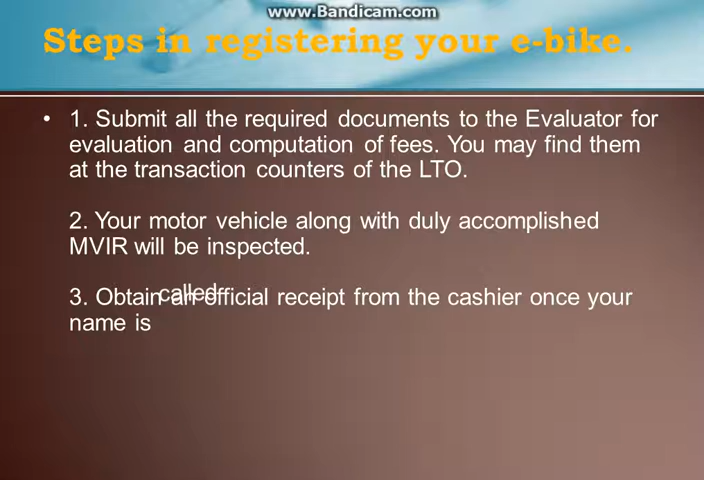 www.Bandicam.com
Steps in registering your e-bike.
• 1. Submit all the required documents to the Evaluator for
evaluation and computation of fees. You may find them
at the transaction counters of the LTO.
2. Your motor vehicle along with duly accomplished
MVIR will be inspected.
3. Obtain an official receipt from the cashier once your
name is
called